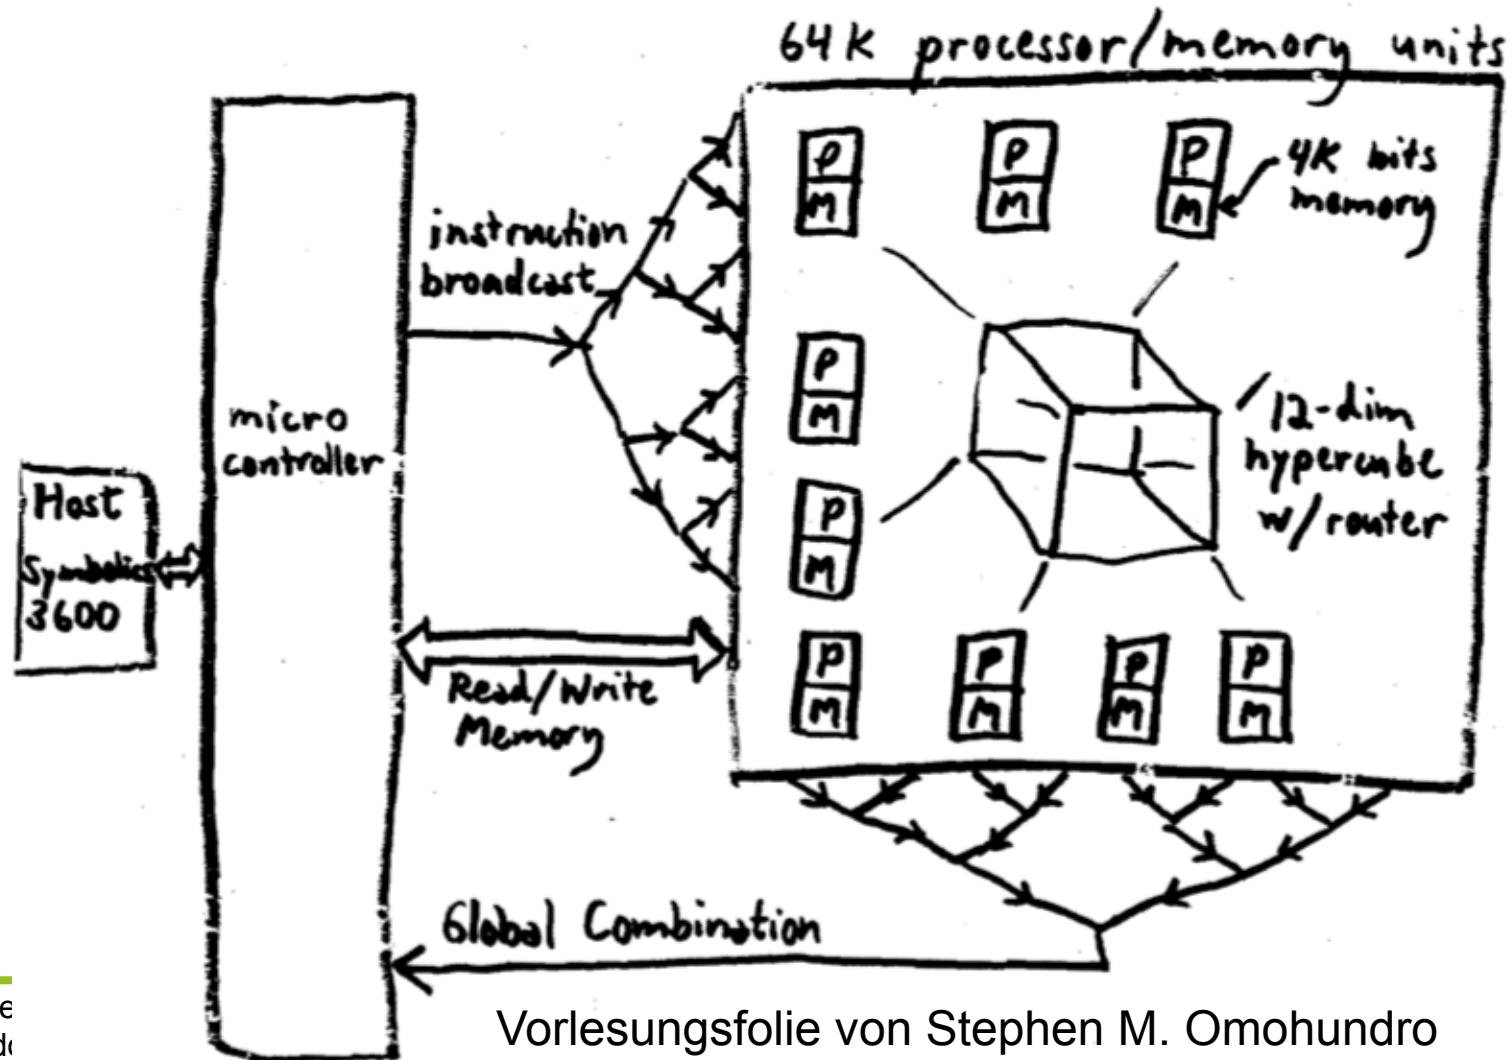 64K processor/memory units
P
M
P
M
P
M
4K bits
memory
instruction
broadcast
P
M
micro
controller
12-dim
hypercube
w/router
Host
Symbolics
3600
P
M
Read/Write
Memory
P
M
P
M
P
M
P
M
Global Combination
Vorlesungsfolie von Stephen M. Omohundro